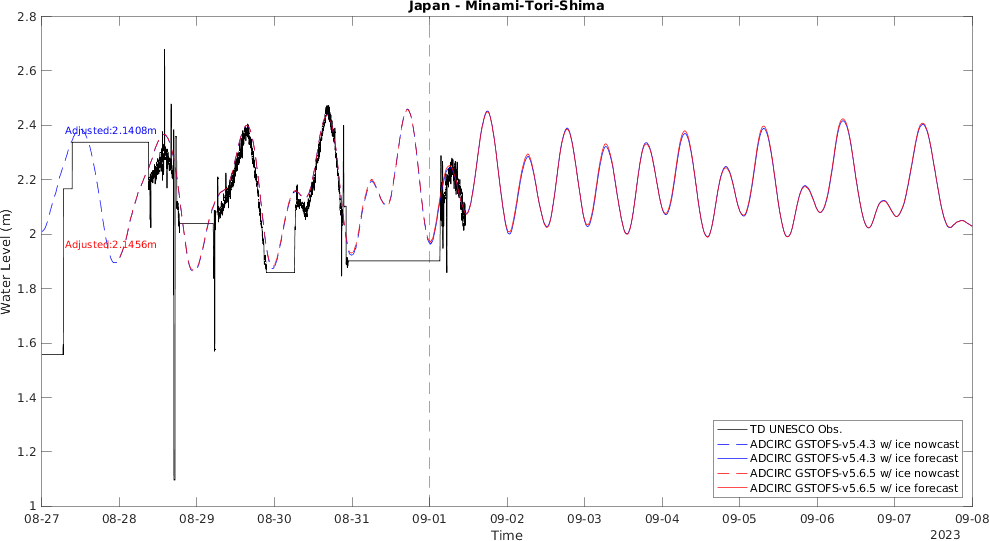 Japan - Minami-Tori-Shima
2.8
2.6
2.4
2.2
2
1.8
1.6
1.4
1.2
1
Water Level (m)
Adjusted:2.1408m
Adjusted:2.1456m
TD UNESCO Obs.
ADCIRC GSTOFS-v5.4.3 w/ ice nowcast
ADCIRC GSTOFS-v5.4.3 w/ ice forecast
ADCIRC GSTOFS-v5.6.5 w/ ice nowcast
ADCIRC GSTOFS-v5.6.5 w/ ice forecast
08-27 08-28 08-29 08-30 08-31 09-01 09-02 09-03 09-04 09-05 09-06 09-07 09-08
Time
2023